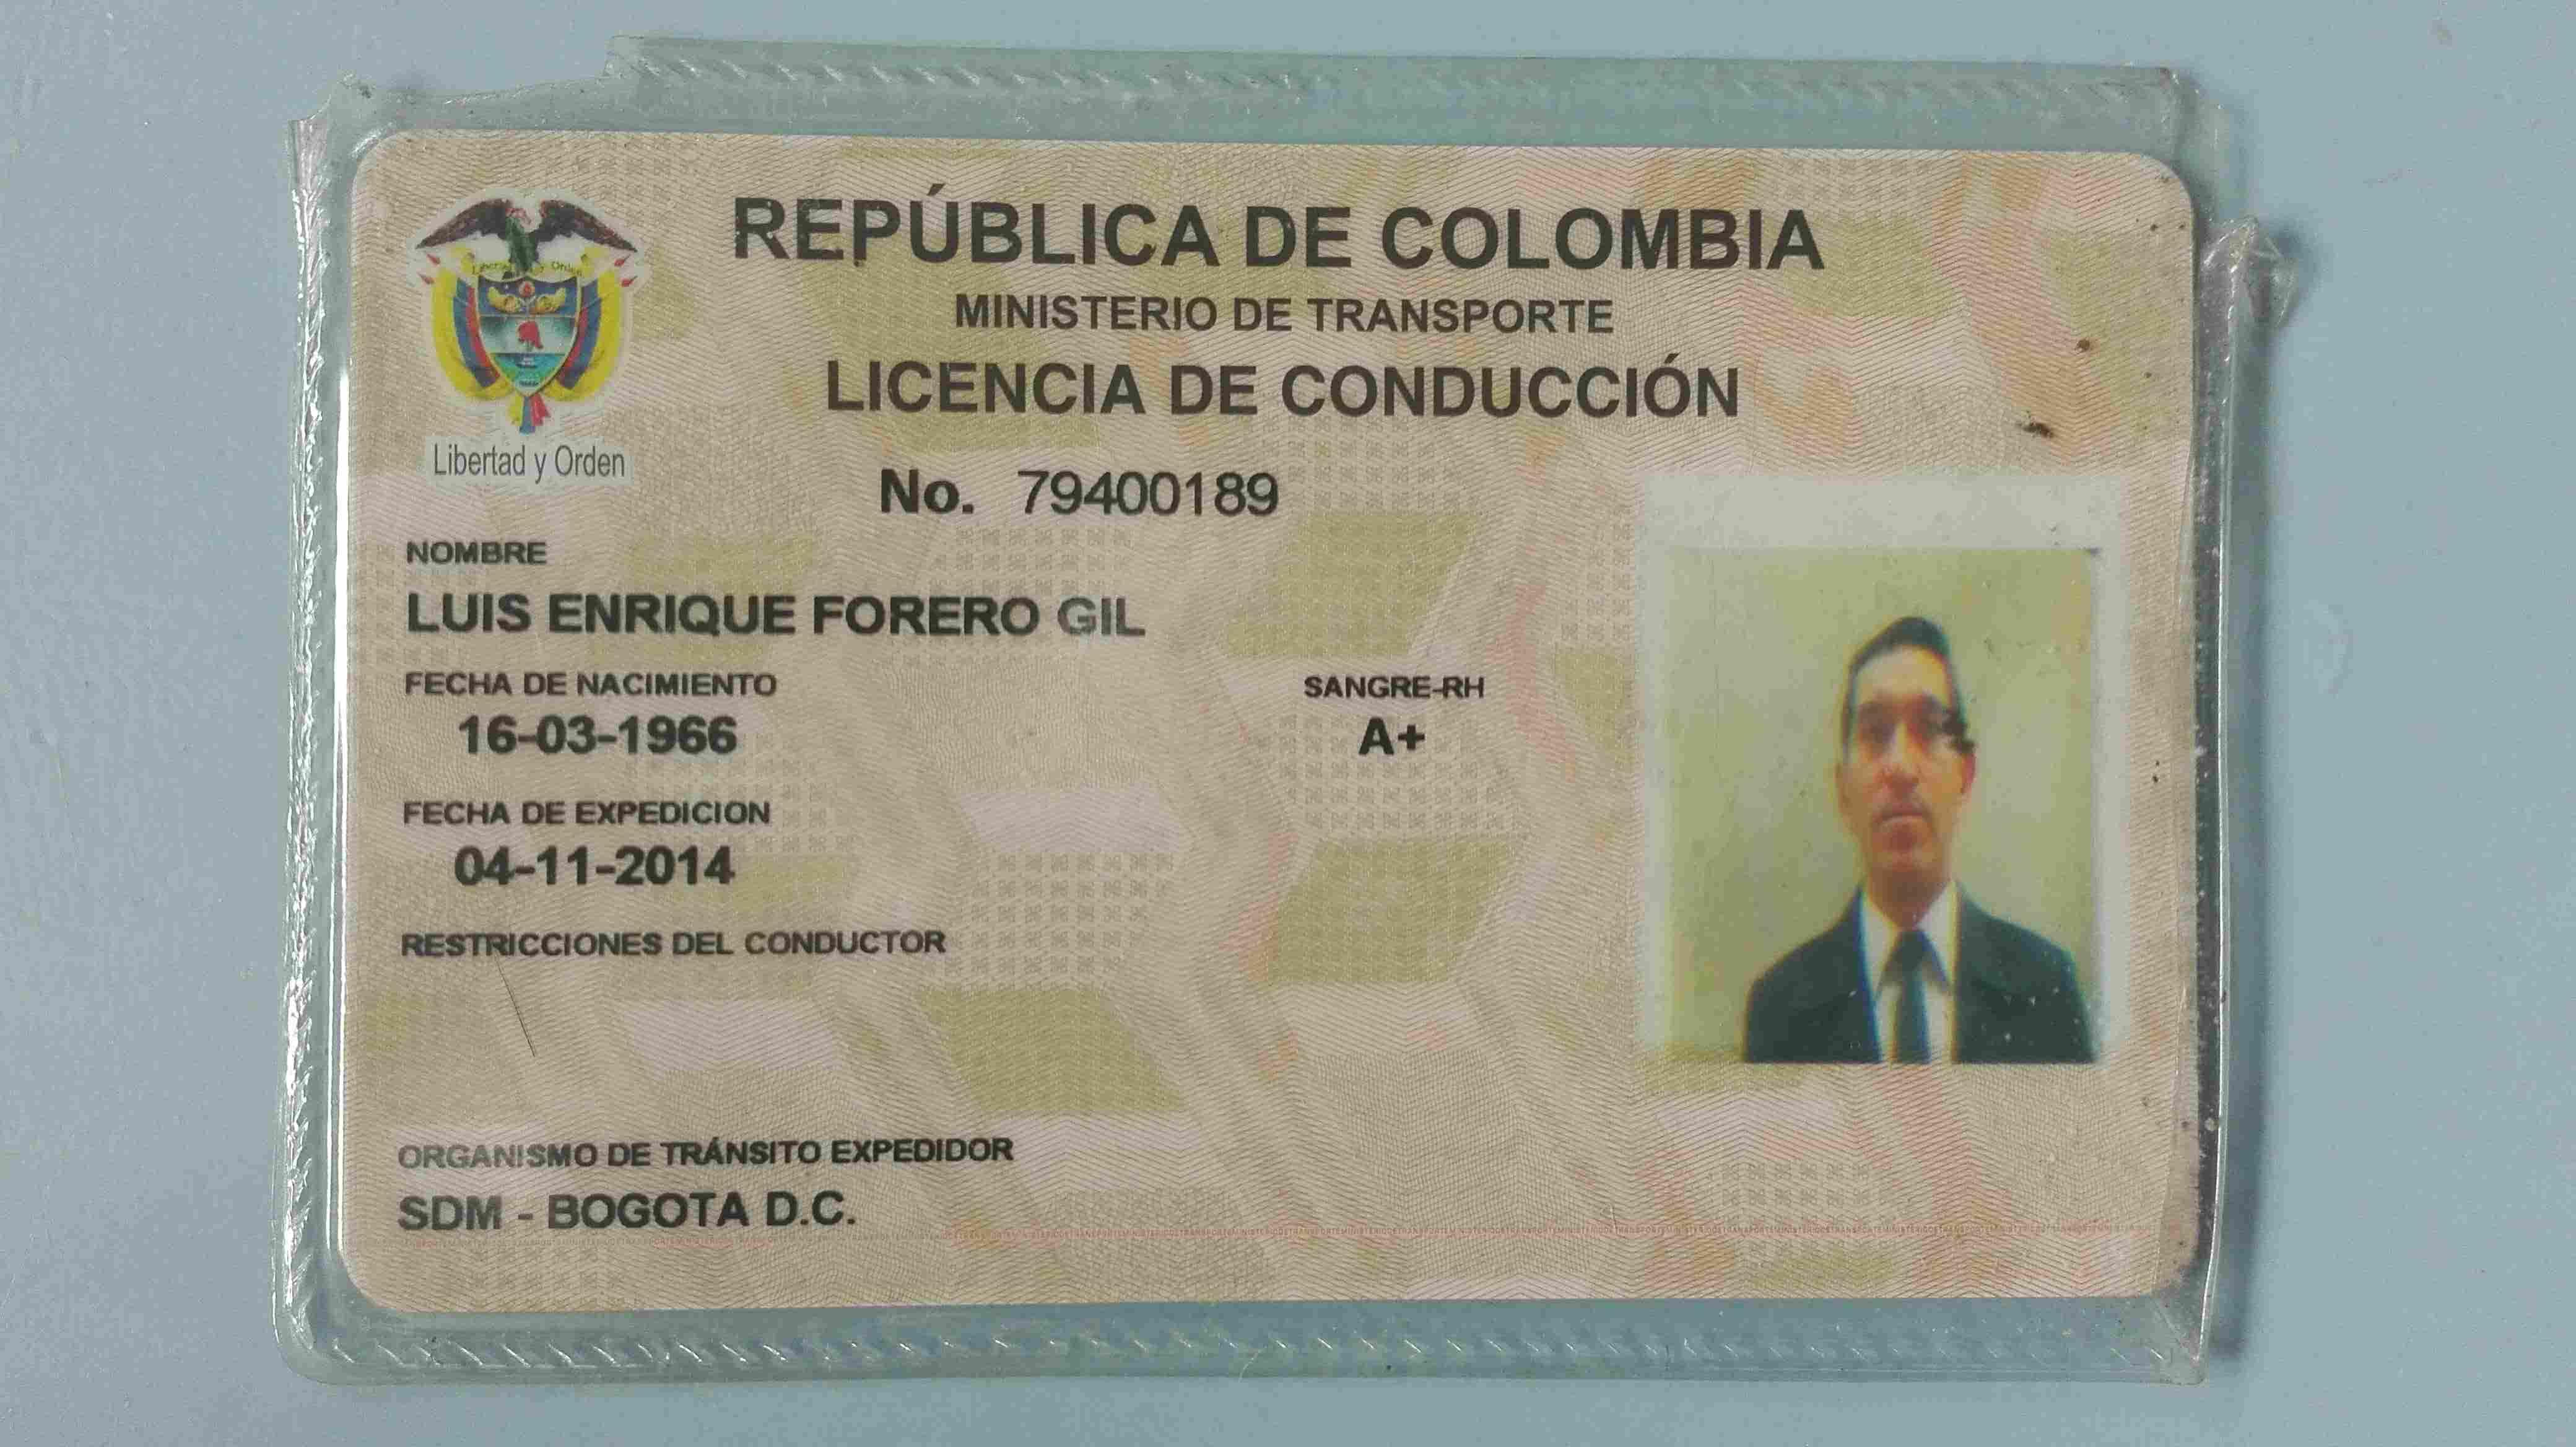 REPÚBLICA DE COLOMBIA
MINISTERIO DE TRANSPORTE
LICENCIA DE CONDUCCIÓN
Libertad y Orden
Libertad y Orden
No. 79400189
NOMBRE
LUIS ENRIQUE FORERO GIL
FECHA DE NACIMIENTO
16-03-1966
SANGRE-RH
A+
FECHA DE EXPEDICION
04-11-2014
RESTRICCIONES DEL CONDUCTOR
ORGANISMO DE TRÁNSITO EXPEDIDOR
SDM - BOGOTA D.C.